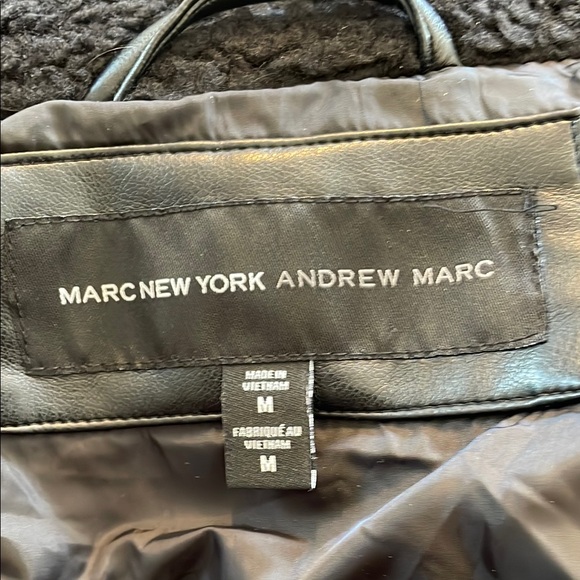 MARC NEW YORK ANDREW MARC
MADE IN
VIETNAM
M
FABRIQUÉ AU
VIETNAM
M